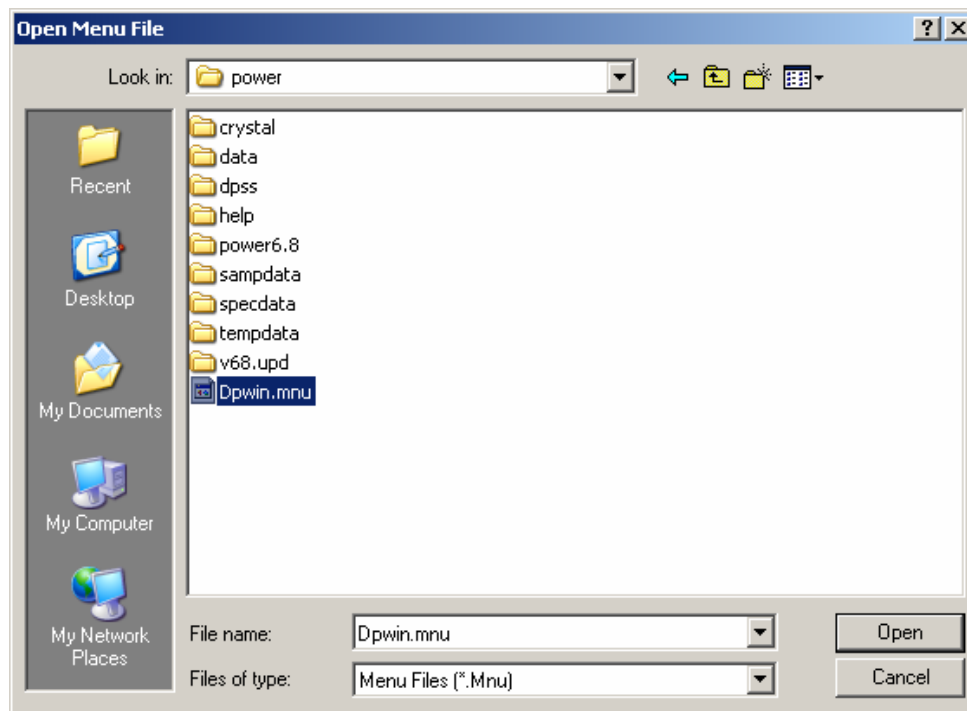 Open Menu File
Look in: power
Recent
Desktop
My Documents
My Computer
My Network
Places
crystal
data
dpss
help
power6.8
sampdata
specdata
tempdata
v68.upd
Dpwin.mnu
File name: Dpwin.mnu Open
Files of type: Menu Files (*.Mnu) Cancel